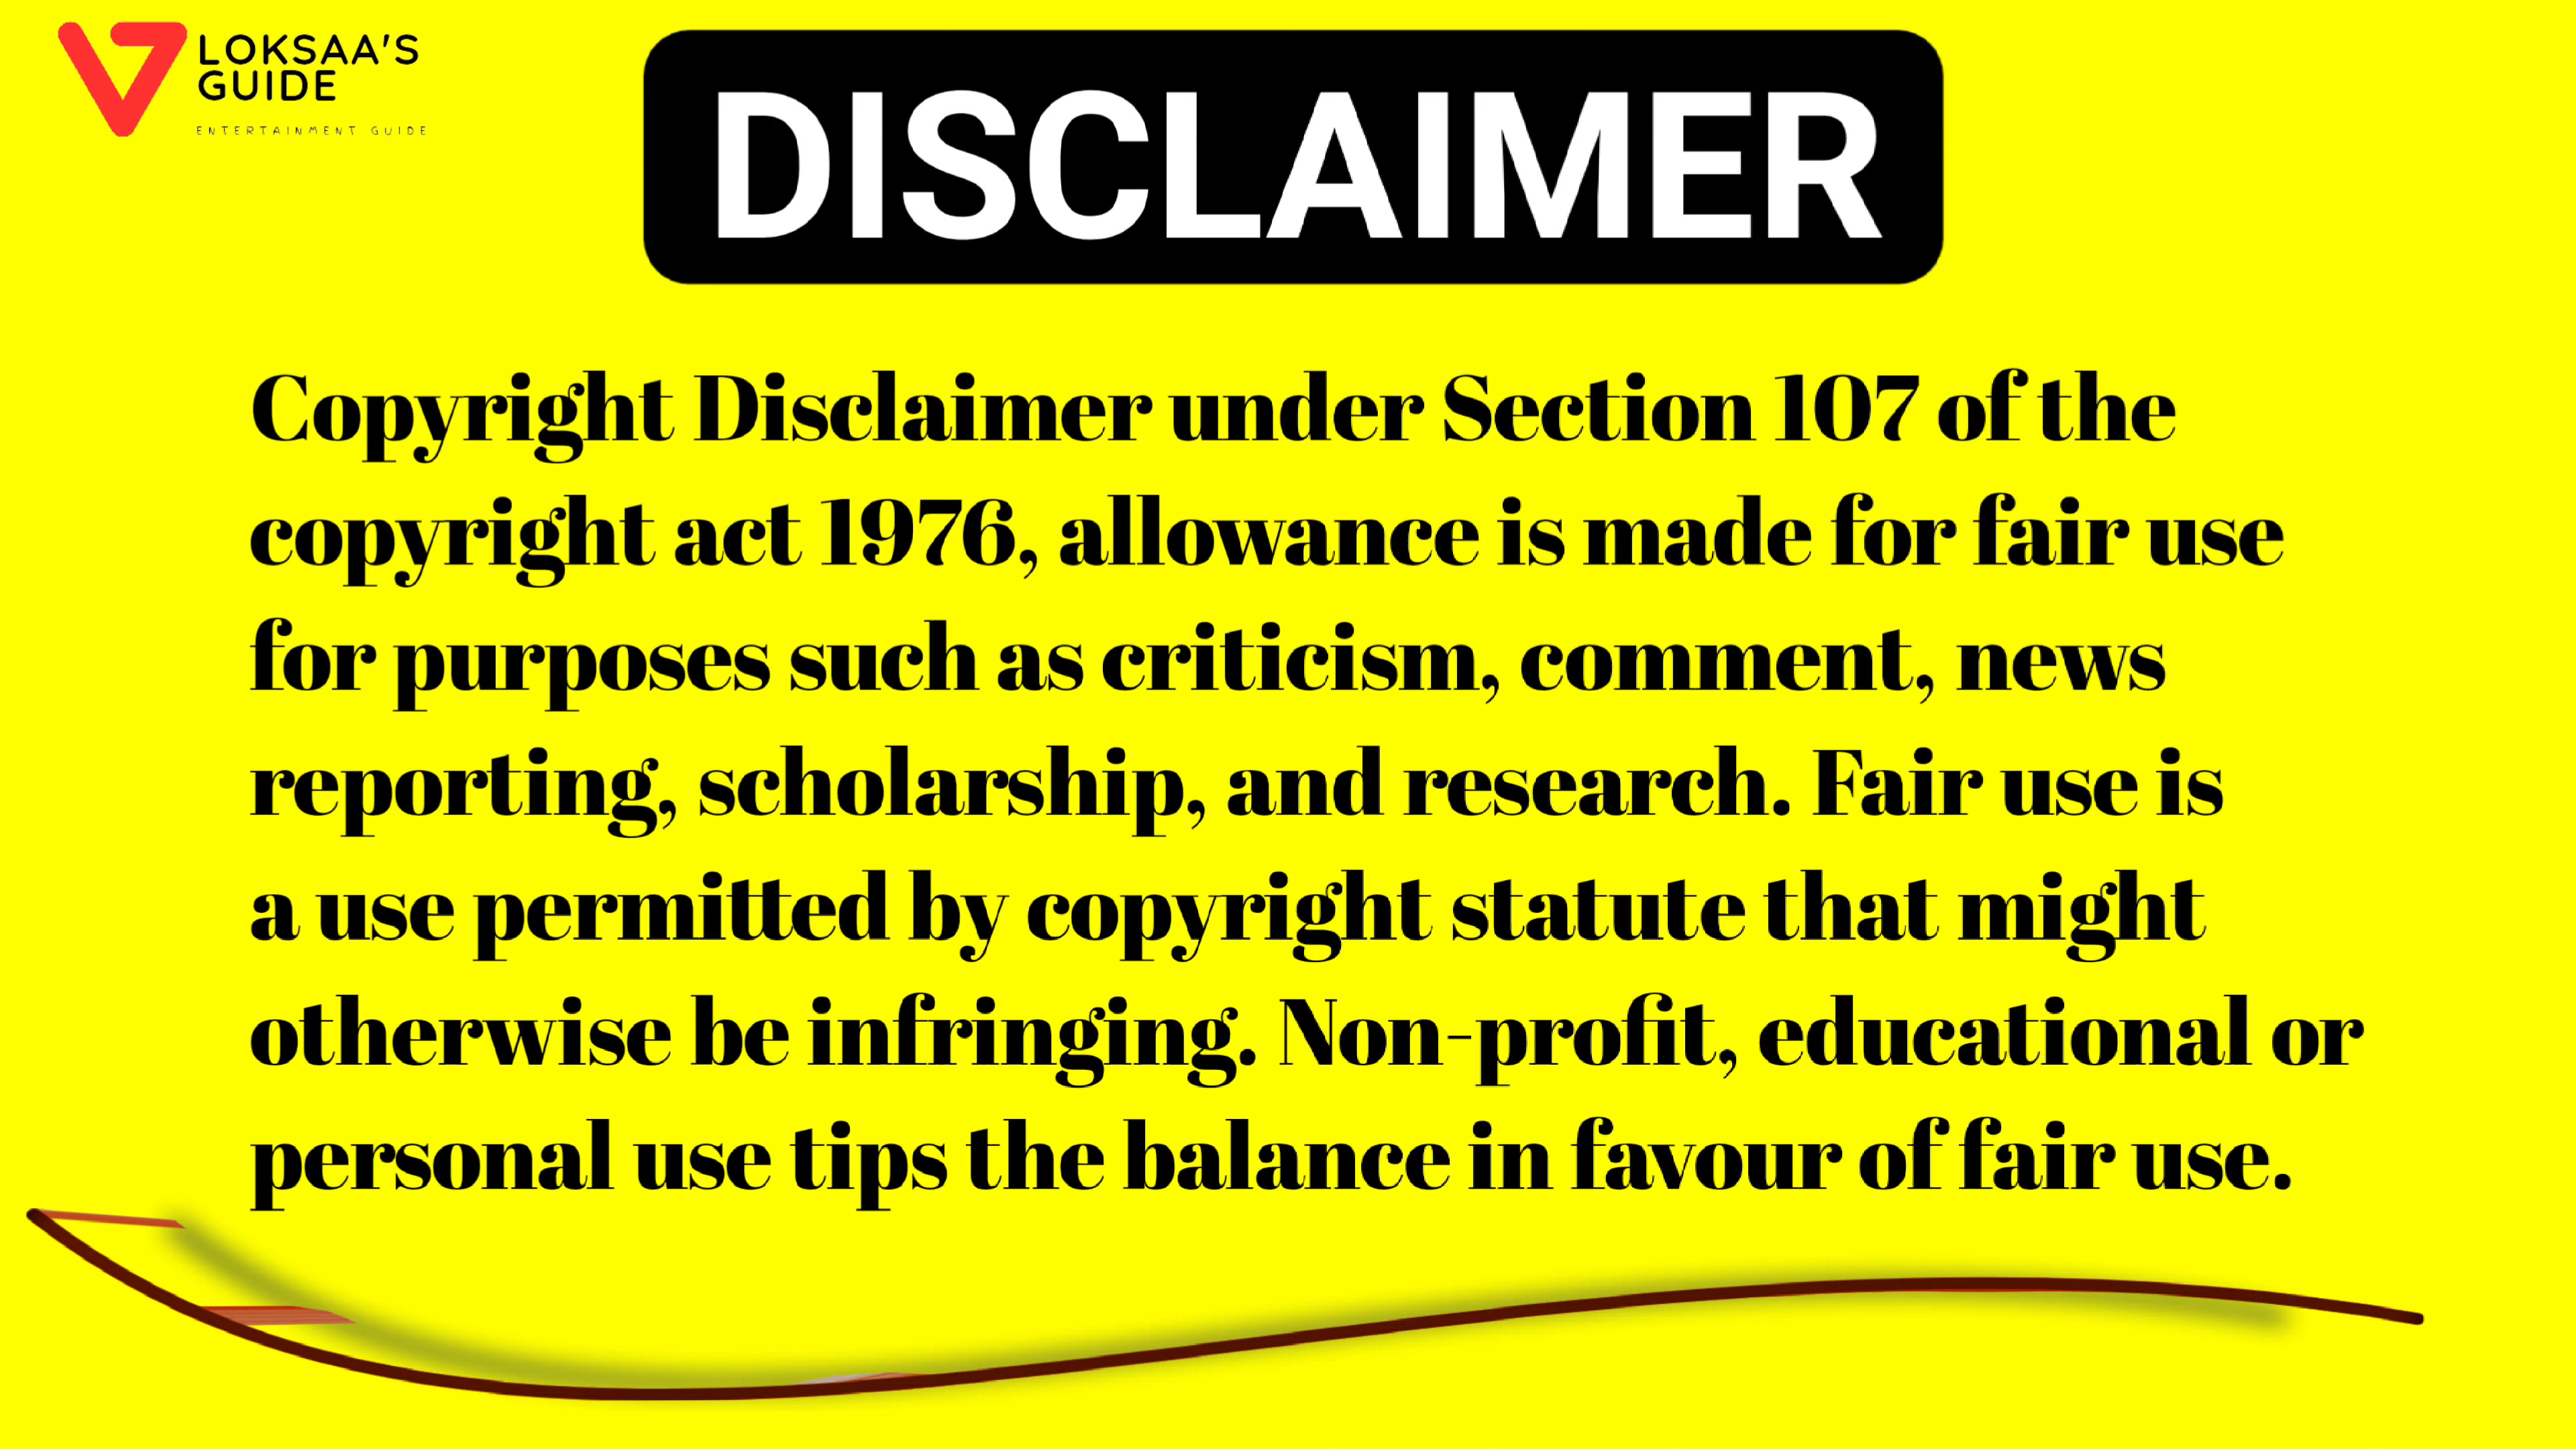 LOKSAA'S
GUIDE
ENTERTAINMENT GUIDE
DISCLAIMER
Copyright Disclaimer under Section 107 of the
copyright act 1976, allowance is made for fair use
for purposes such as criticism, comment, news
reporting, scholarship, and research. Fair use is
a use permitted by copyright statute that might
otherwise be infringing. Non-profit, educational or
personal use tips the balance in favour of fair use.